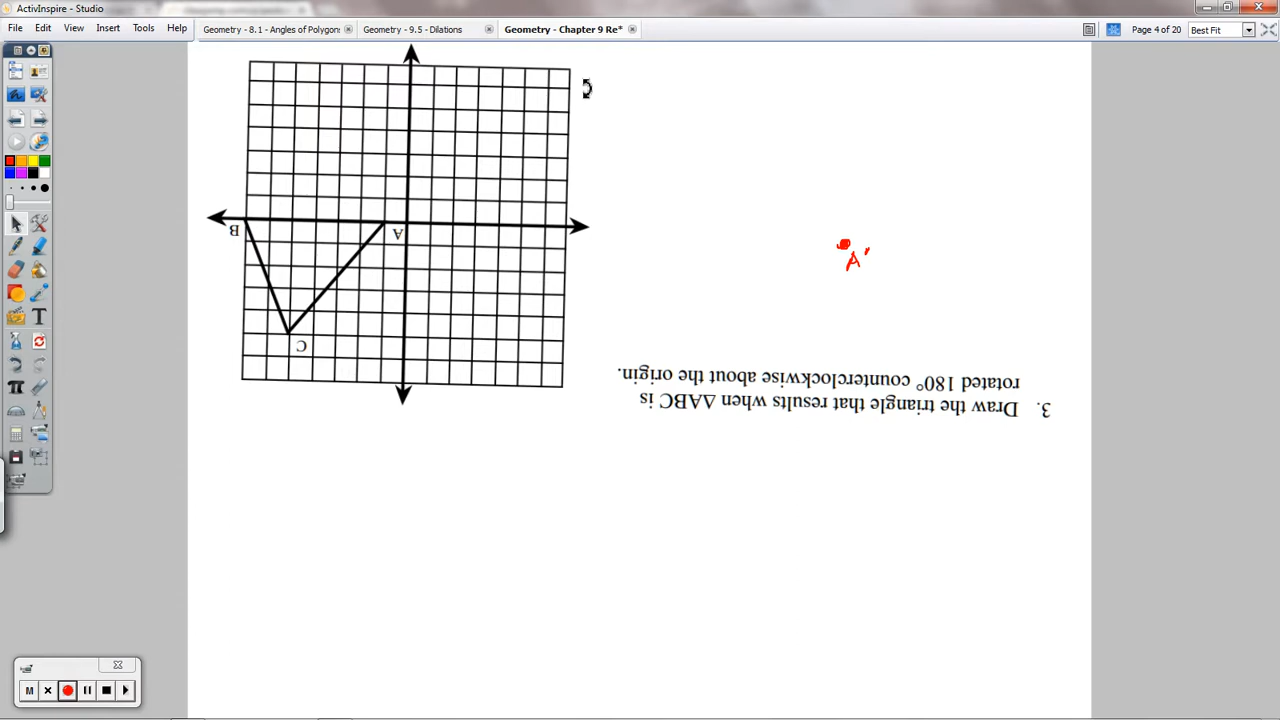 ActivInspire - Studio
File Edit View Insert Tools Help
Geometry - 8.1 - Angles of Polygons
Geometry - 9.5 - Dilations
Geometry - Chapter 9 Re*
Page 4 of 20
Best Fit
3. Draw the triangle that results when ΔABC is
rotated 180° counterclockwise about the origin.
A
B
C
A'
M